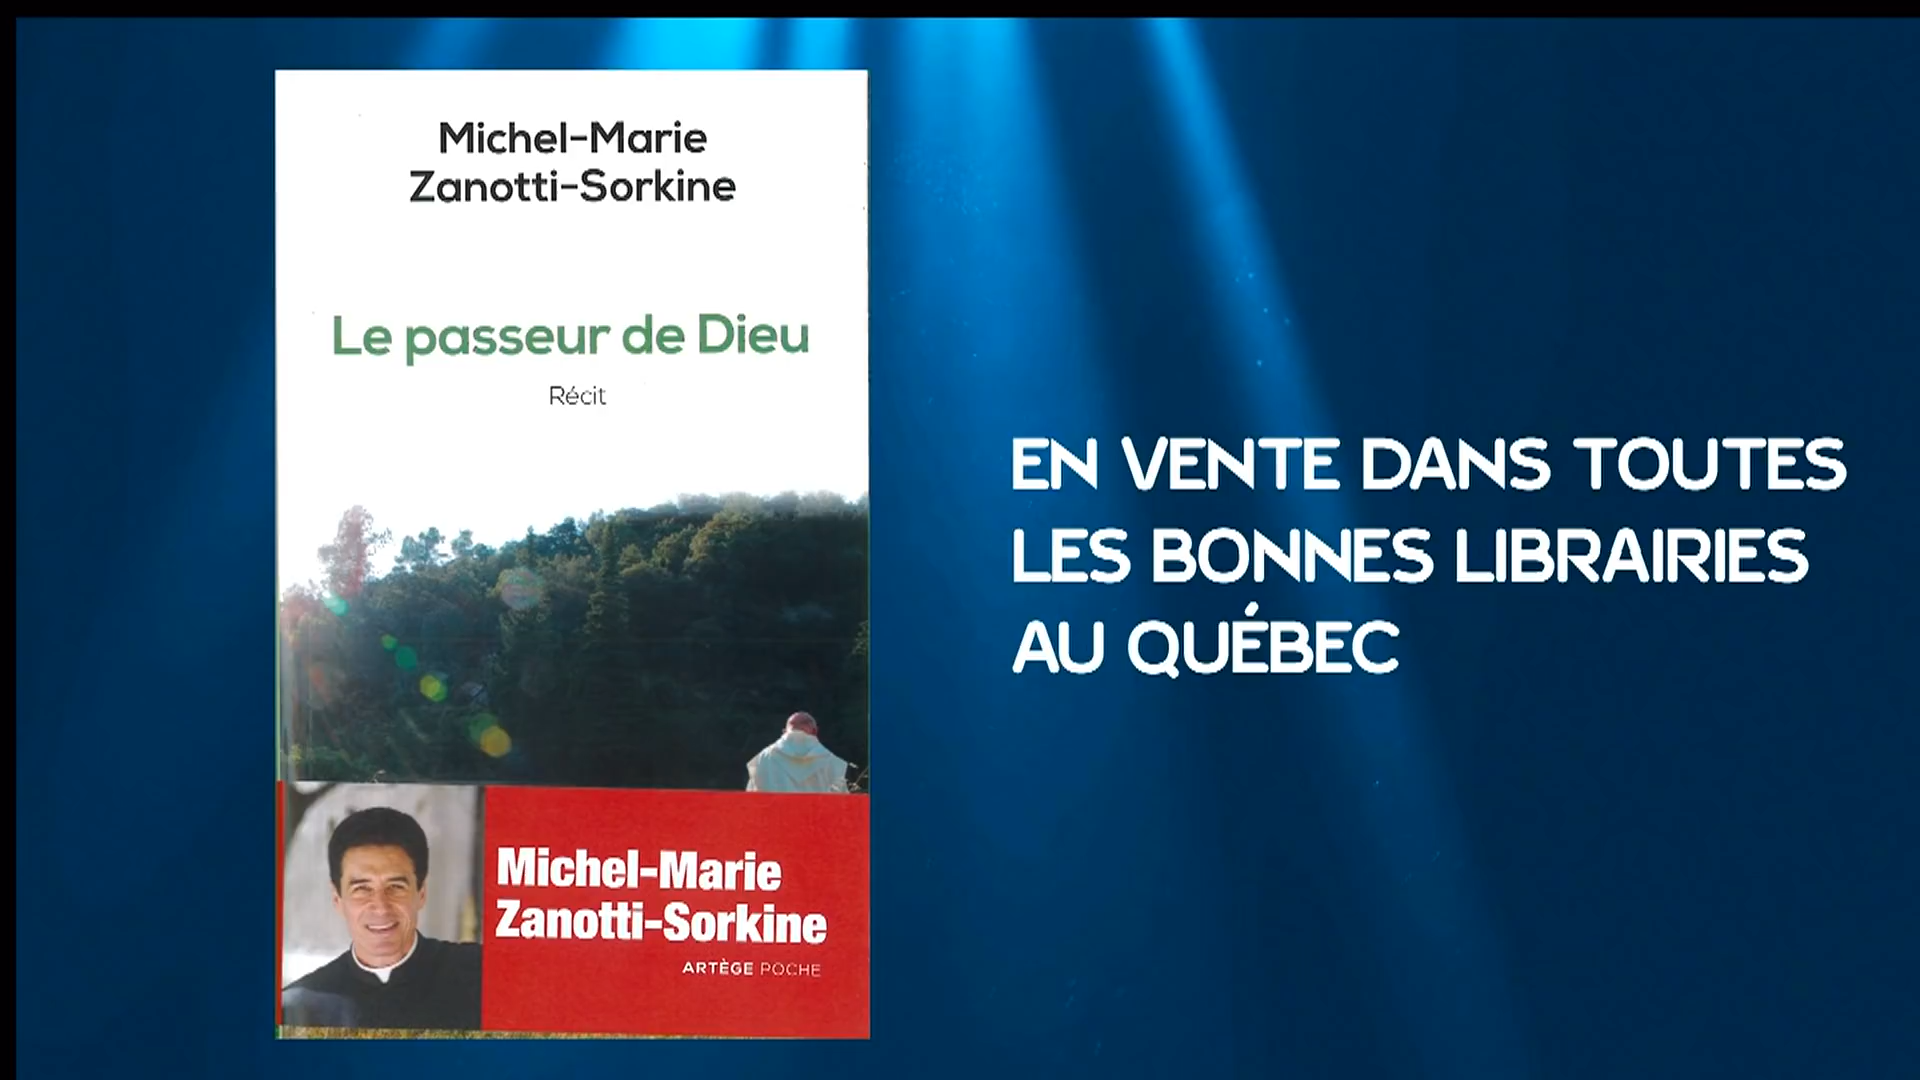 Michel-Marie
Zanotti-Sorkine
Le passeur de Dieu
Récit
Michel-Marie
Zanotti-Sorkine
ARTÈGE POCHE
EN VENTE DANS TOUTES
LES BONNES LIBRAIRIES
AU QUÉBEC